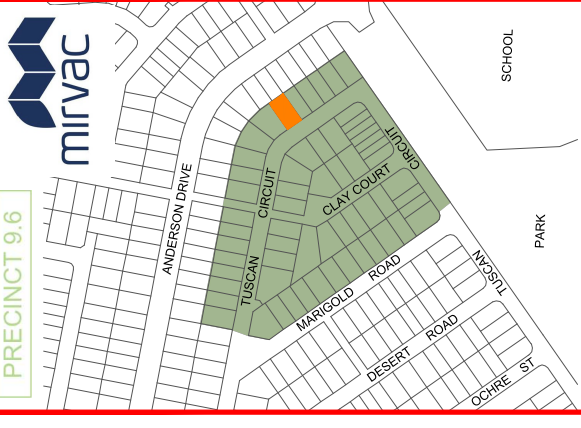 mirvac
PRECINCT 9.6
SCHOOL
PARK
ANDERSON DRIVE
TUSCAN
CIRCUIT
CLAY COURT
CIRCUIT
TUSCAN
MARIGOLD ROAD
DESERT ROAD
OCHRE ST